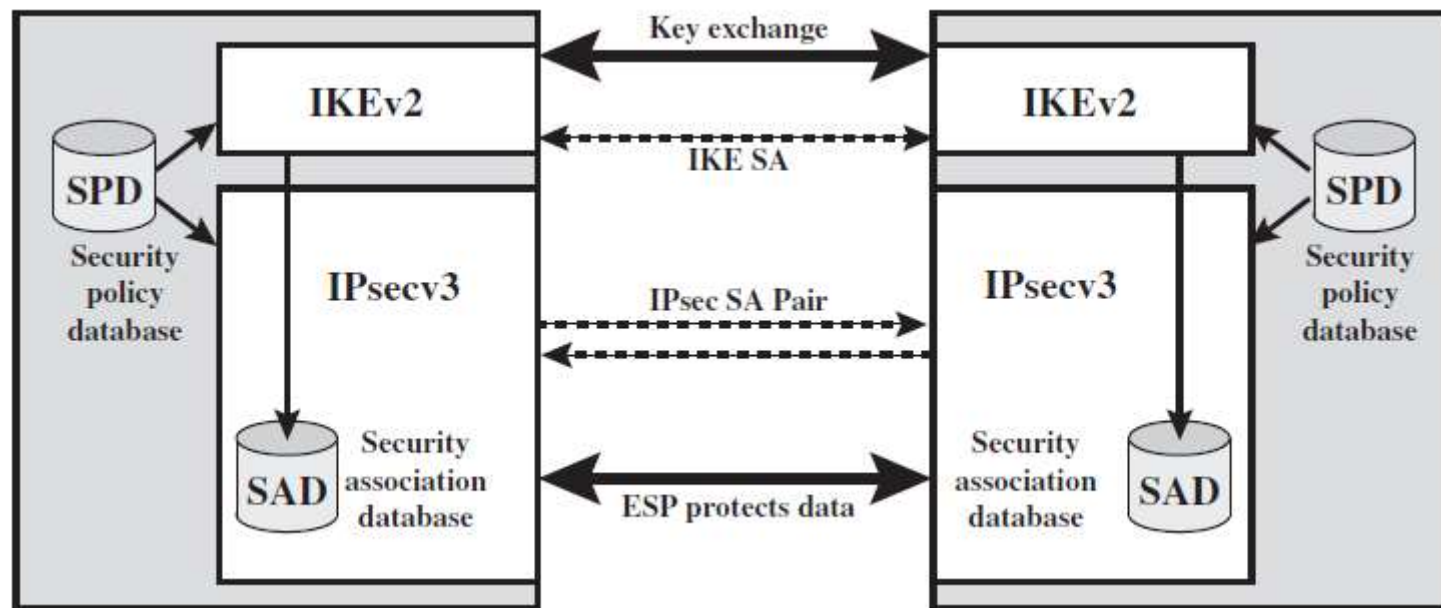 Key exchange
IKEv2
IKEv2
IKE SA
SPD
Security
policy
database
SPD
Security
policy
database
IPsecv3
IPsecv3
IPsec SA Pair
SAD
Security
association
database
Security
association
database
SAD
ESP protects data